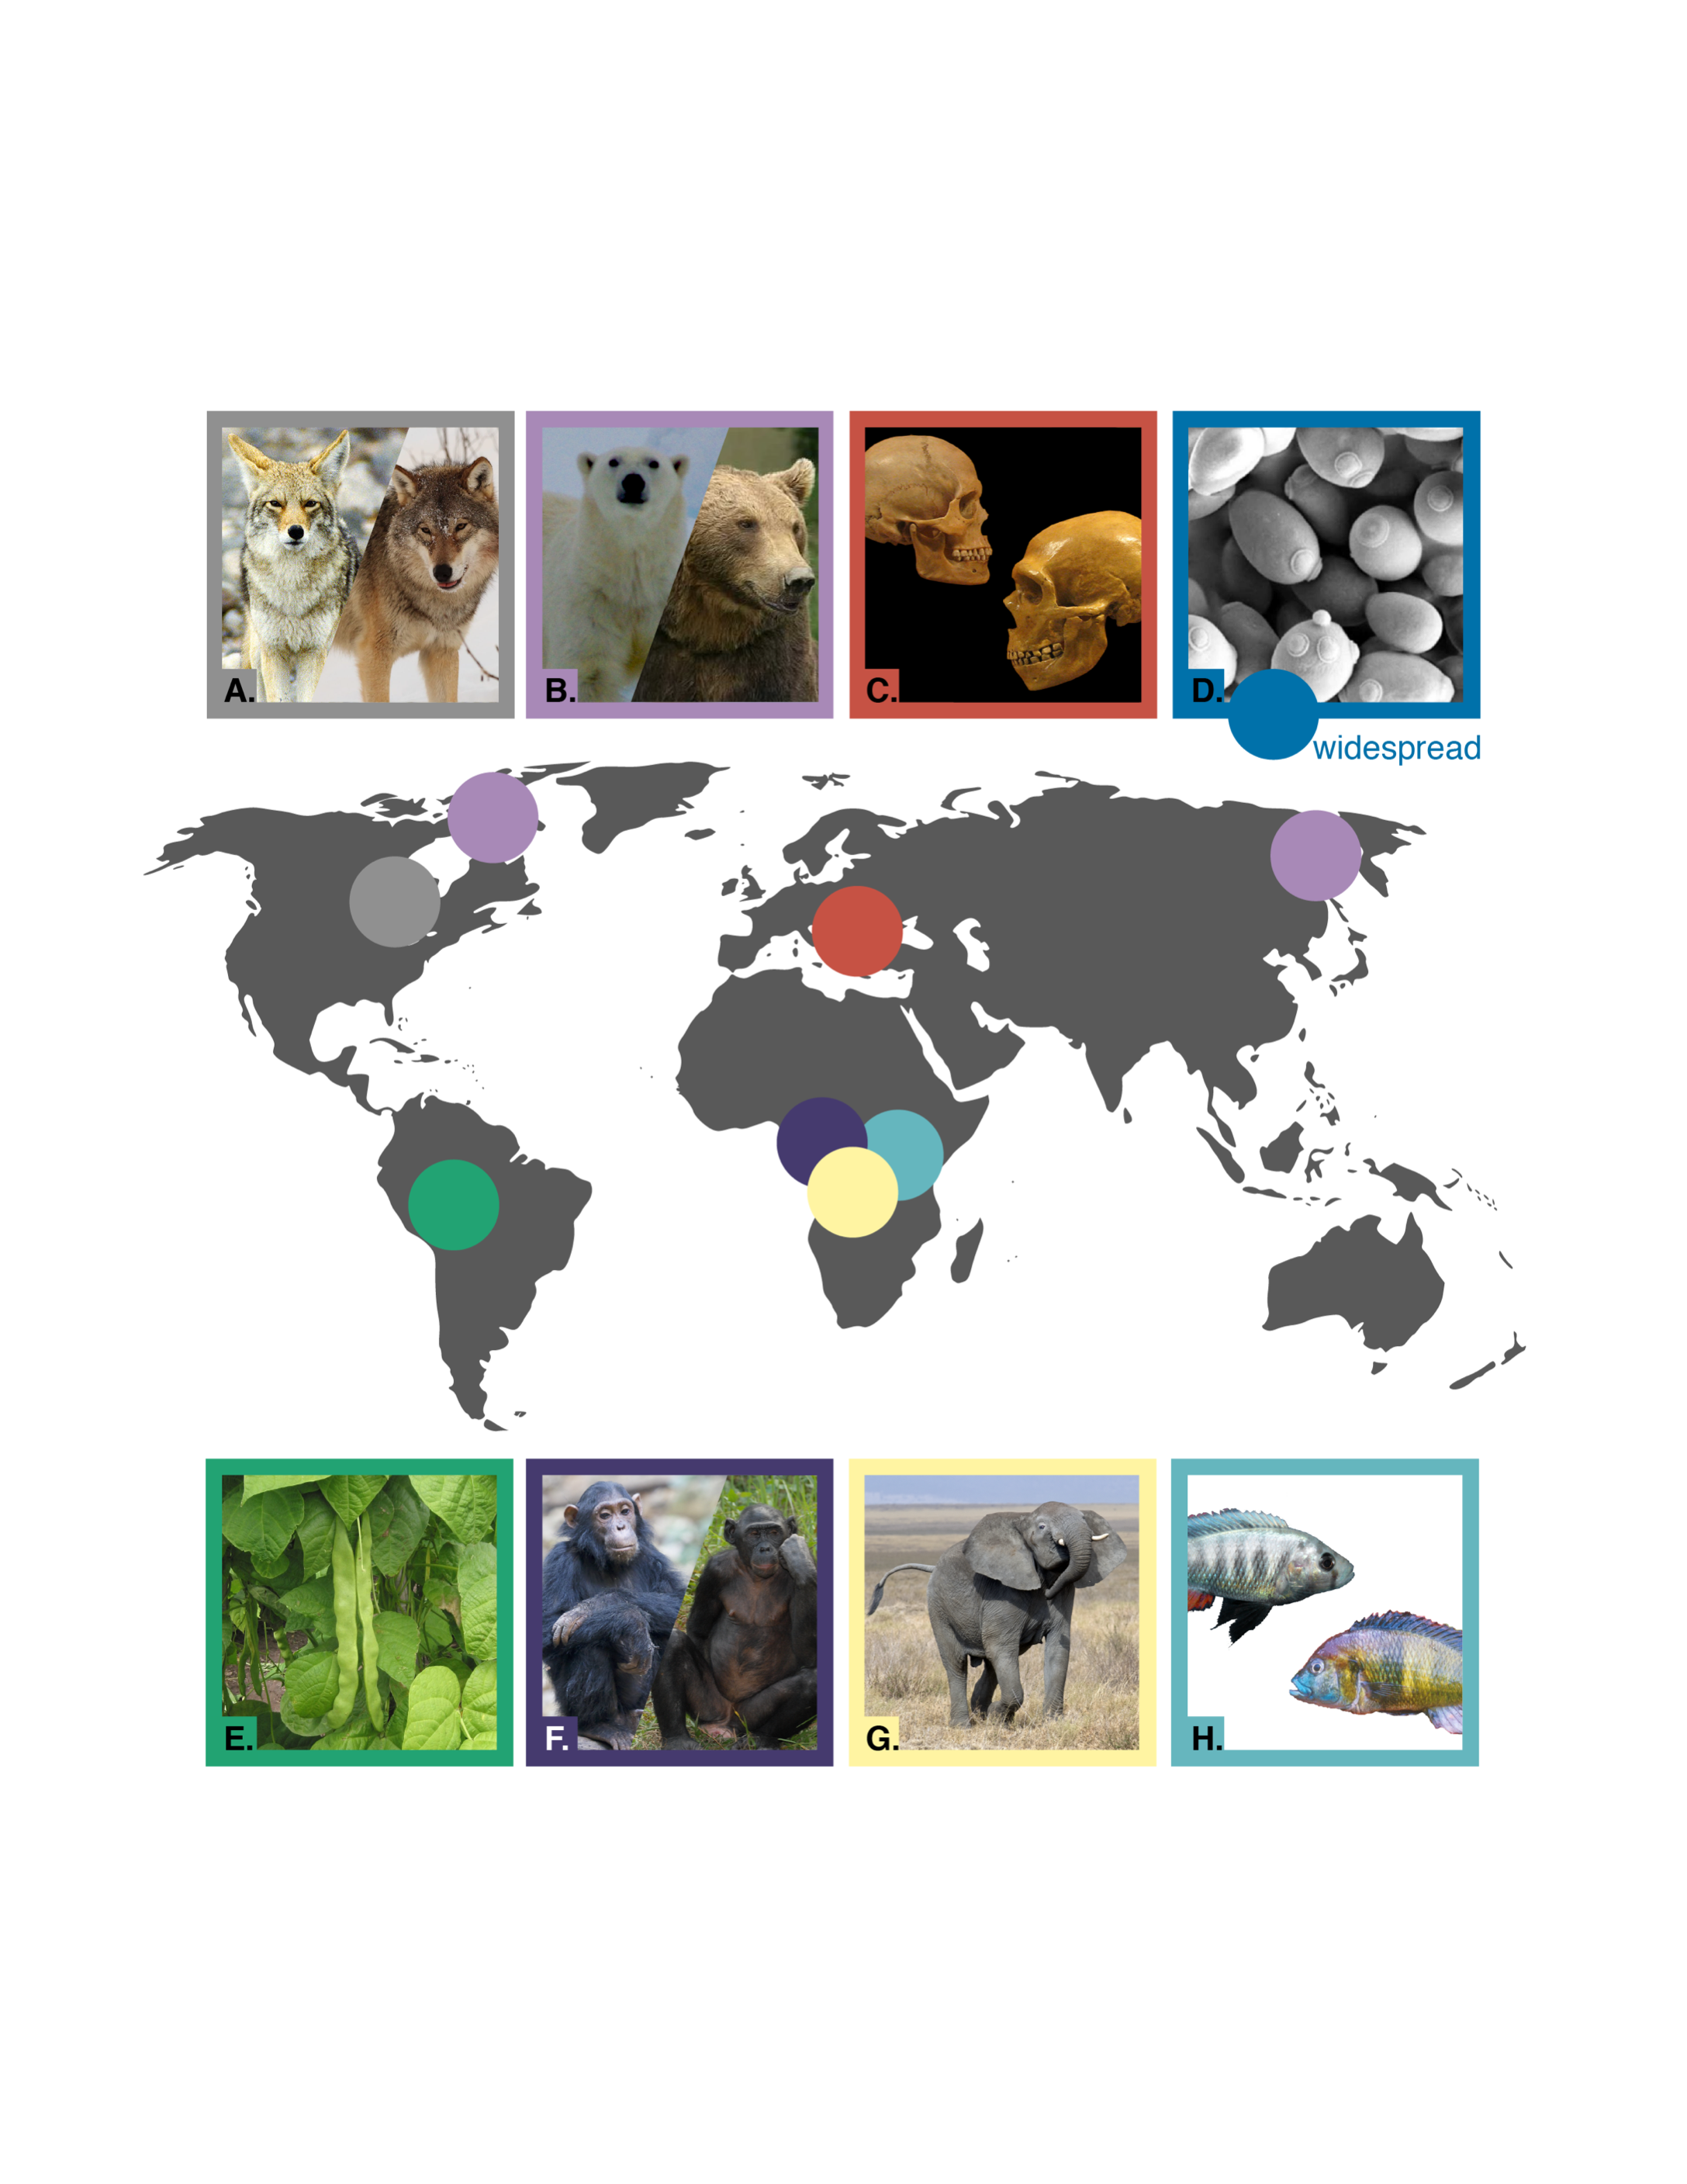 A.
B.
C.
D.
widespread
E.
F.
G.
H.